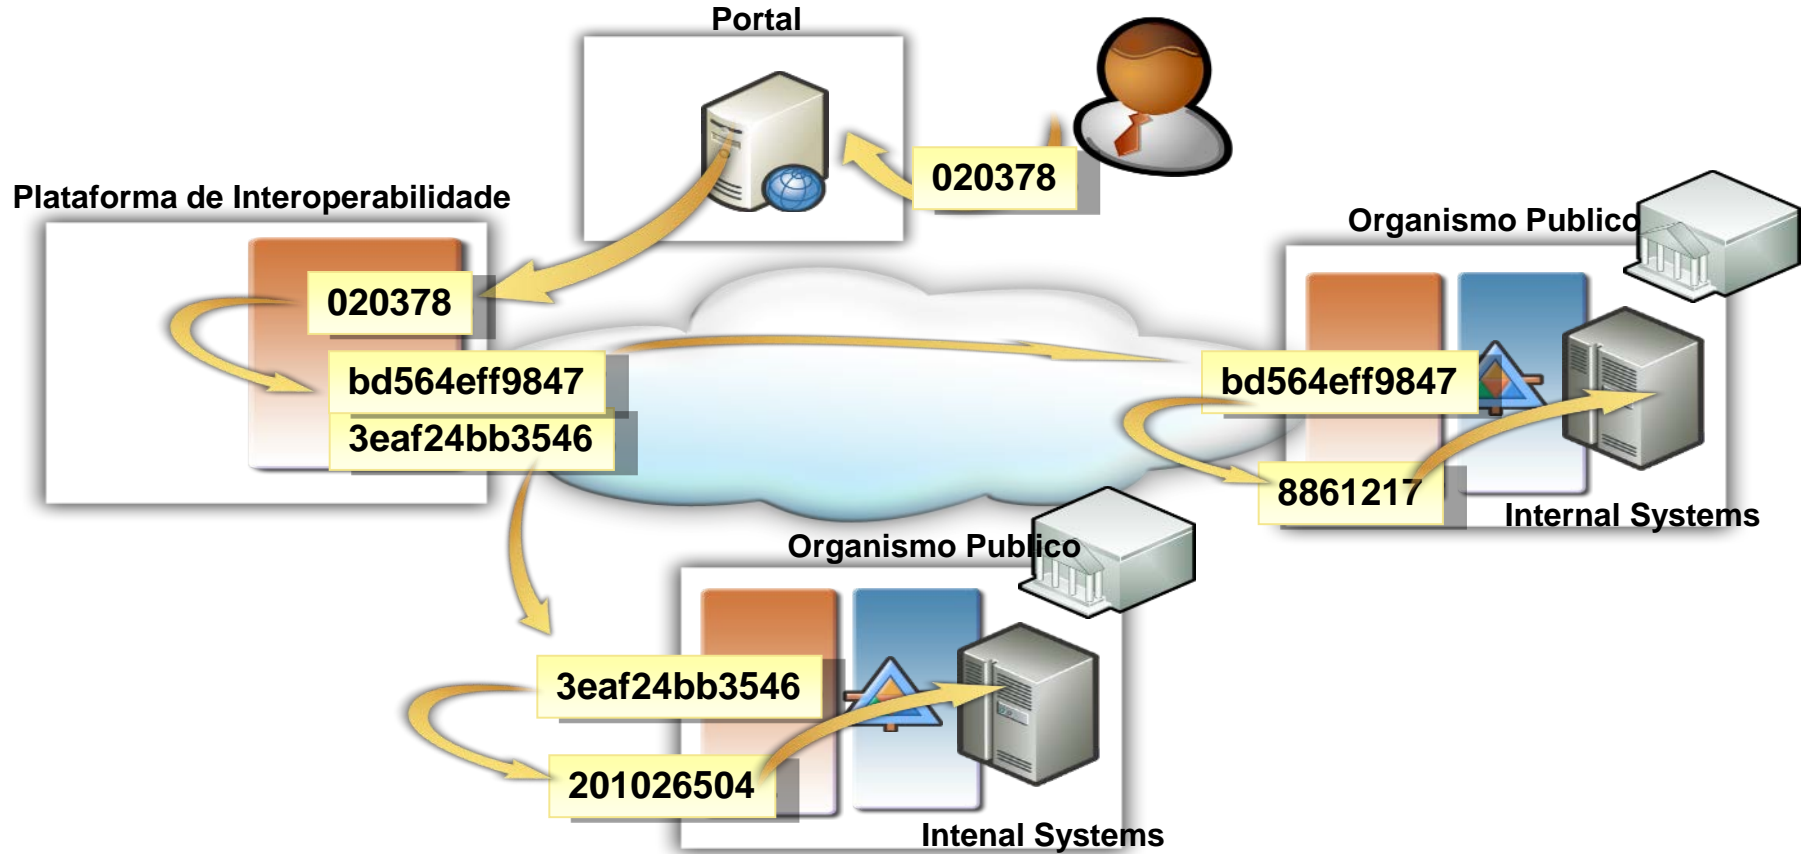 Portal
020378
Plataforma de Interoperabilidade
020378
bd564eff9847
3eaf24bb3546
Organismo Publico
bd564eff9847
8861217
Internal Systems
Organismo Publico
3eaf24bb3546
201026504
Intenal Systems